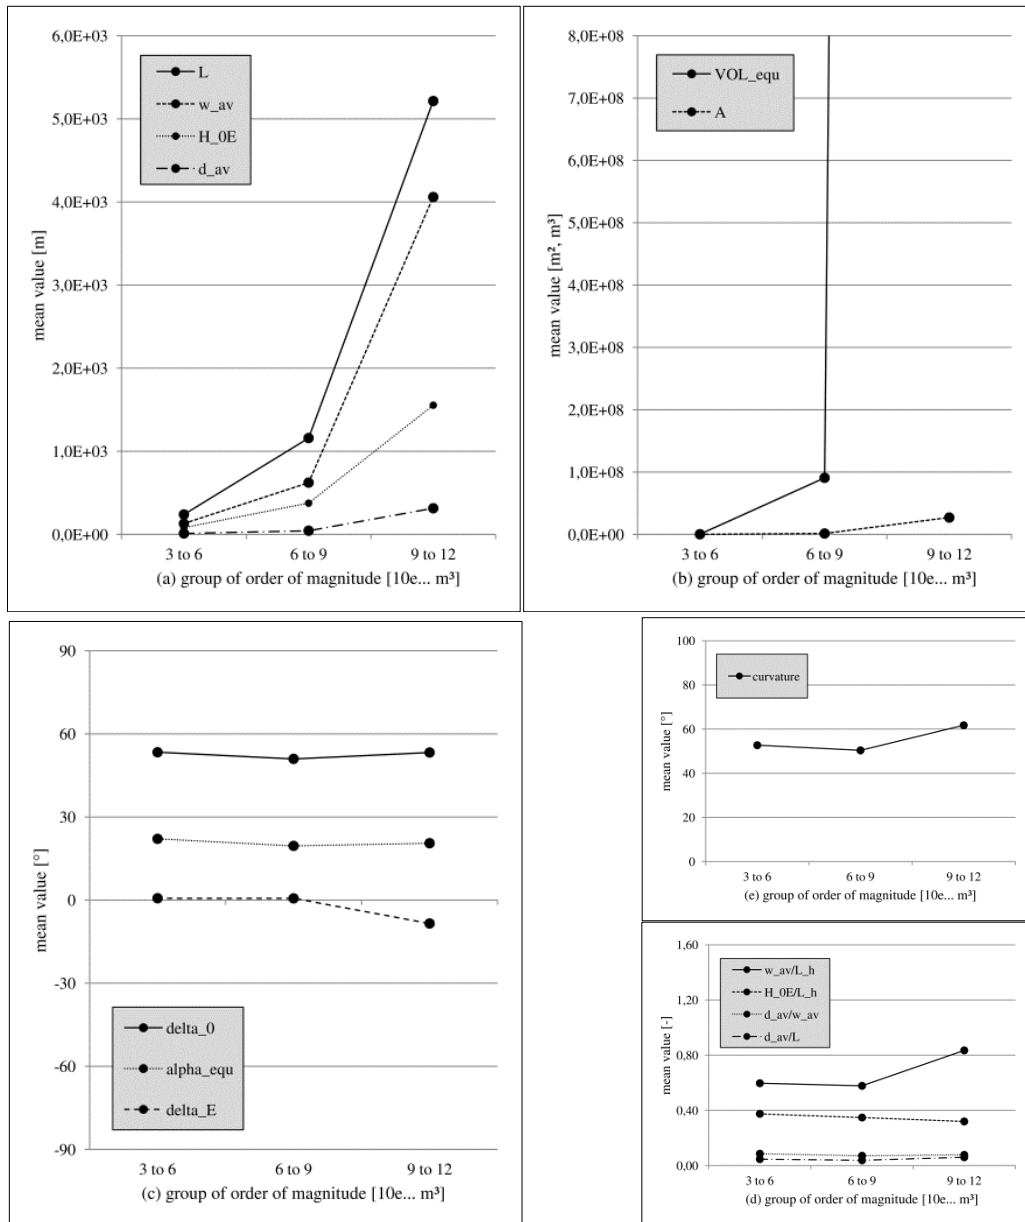 6,0E+03
5,0E+03
4,0E+03
3,0E+03
2,0E+03
1,0E+03
0,0E+00
mean value [m]
L
w_av
H_0E
d_av
3 to 6
6 to 9
9 to 12
(a) group of order of magnitude [10e... m³]
8,0E+08
7,0E+08
6,0E+08
5,0E+08
4,0E+08
3,0E+08
2,0E+08
1,0E+08
0,0E+00
mean value [m², m³]
VOL_equ
A
3 to 6
6 to 9
9 to 12
(b) group of order of magnitude [10e... m³]
90
60
30
0
-30
-60
-90
mean value [°]
delta_0
alpha_equ
delta_E
3 to 6
6 to 9
9 to 12
(c) group of order of magnitude [10e... m³]
100
80
60
40
20
0
mean value [°]
curvature
3 to 6
6 to 9
9 to 12
(e) group of order of magnitude [10e... m³]
1,60
1,20
0,80
0,40
0,00
mean value [-]
w_av/L_h
H_0E/L_h
d_av/w_av
d_av/L
3 to 6
6 to 9
9 to 12
(d) group of order of magnitude [10e... m³]